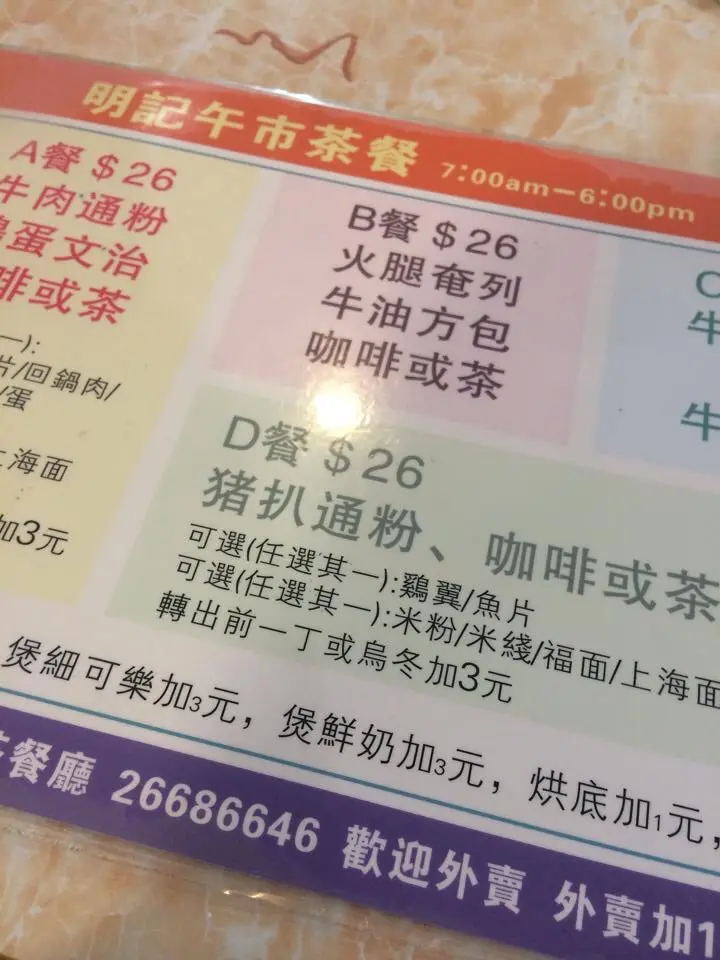 明記午市茶餐 7:00am－6:00pm
A餐 $26
牛肉通粉
蛋文治
啡或茶
一):
片/回鍋肉/
/蛋
上海面
加3元
B餐 $26
火腿奄列
牛油方包
咖啡或茶
C
牛
牛
D餐 $26
猪扒通粉、咖啡或茶
可選(任選其一):鷄翼/魚片
可選(任選其一):米粉/米綫/福面/上海面
轉出前一丁或烏冬加3元
煲細可樂加3元，煲鮮奶加3元，烘底加1元，
餐廳 26686646 歡迎外賣 外賣加1